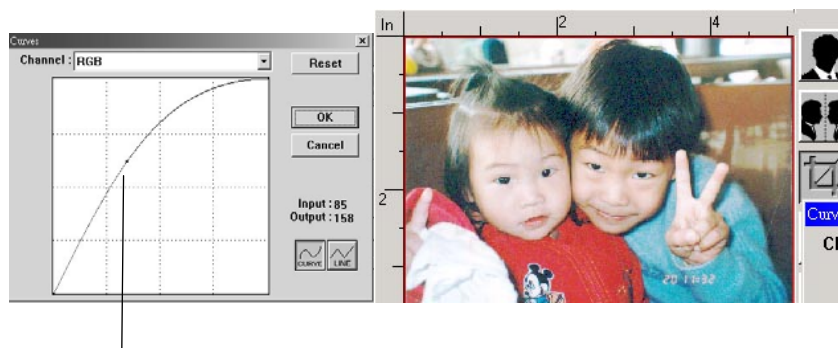 Curves
Channel : RGB
Reset
OK
Cancel
Input : 85
Output : 158
CURVE
LINE
In
2
4
2
20 11:32
Curv
Cl